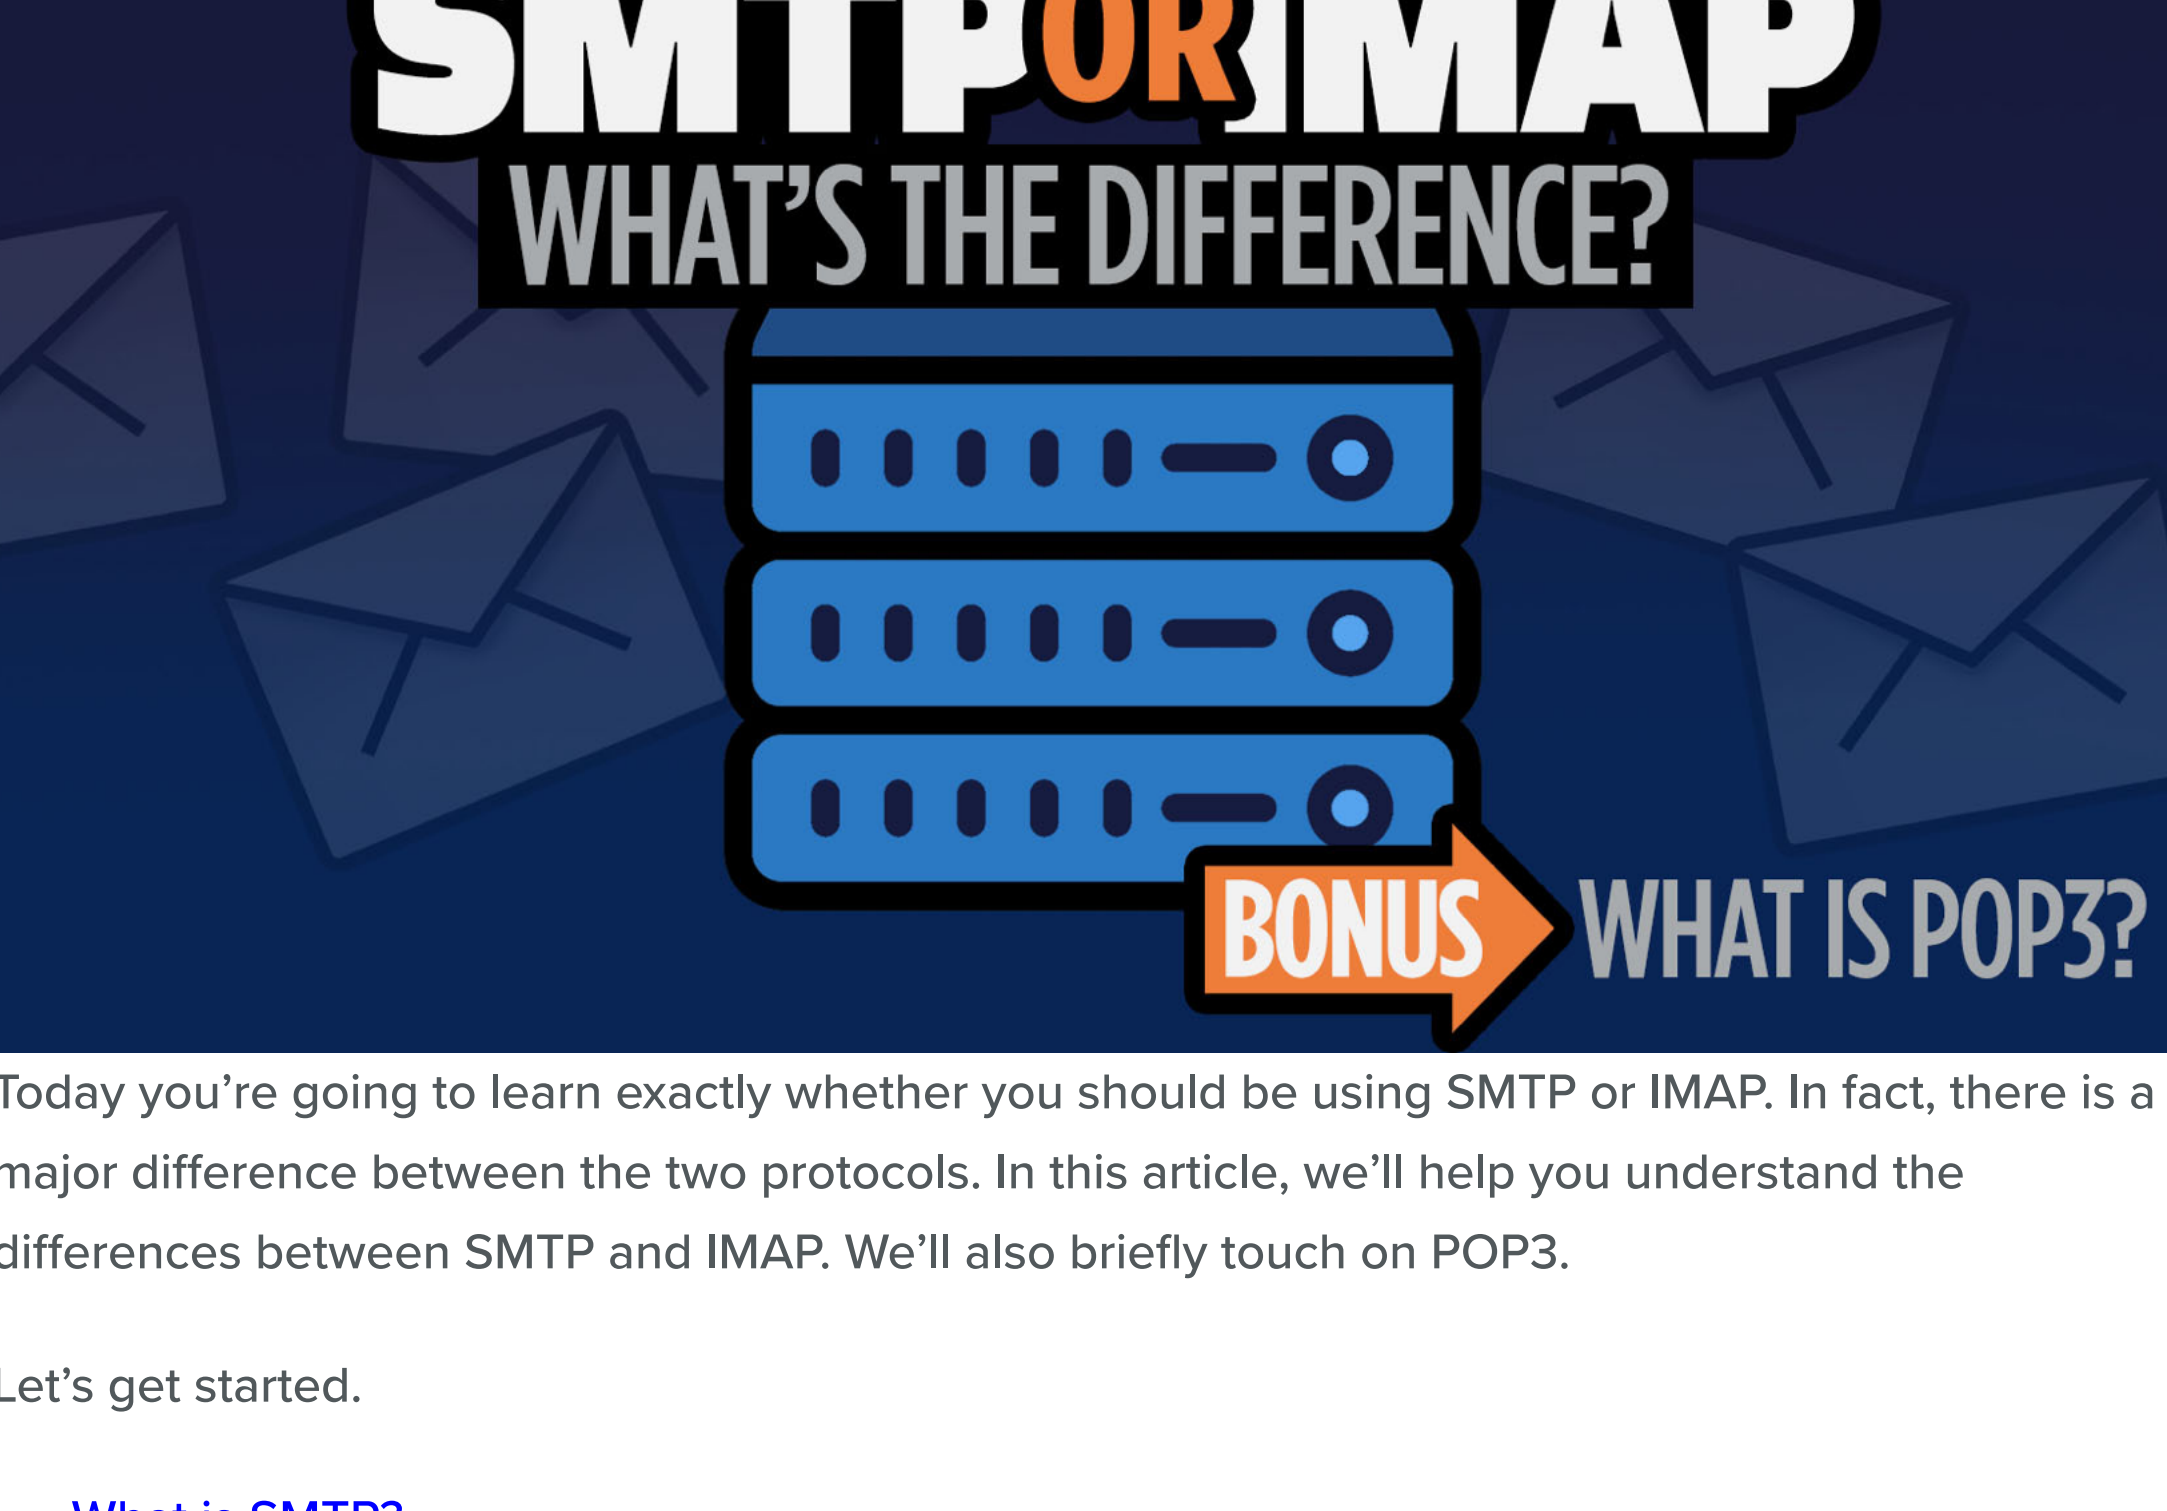 SMTP OR IMAP
WHAT'S THE DIFFERENCE?
BONUS WHAT IS POP3?
Today you’re going to learn exactly whether you should be using SMTP or IMAP. In fact, there is a
major difference between the two protocols. In this article, we’ll help you understand the
differences between SMTP and IMAP. We’ll also briefly touch on POP3.
Let’s get started.
What is SMTP?